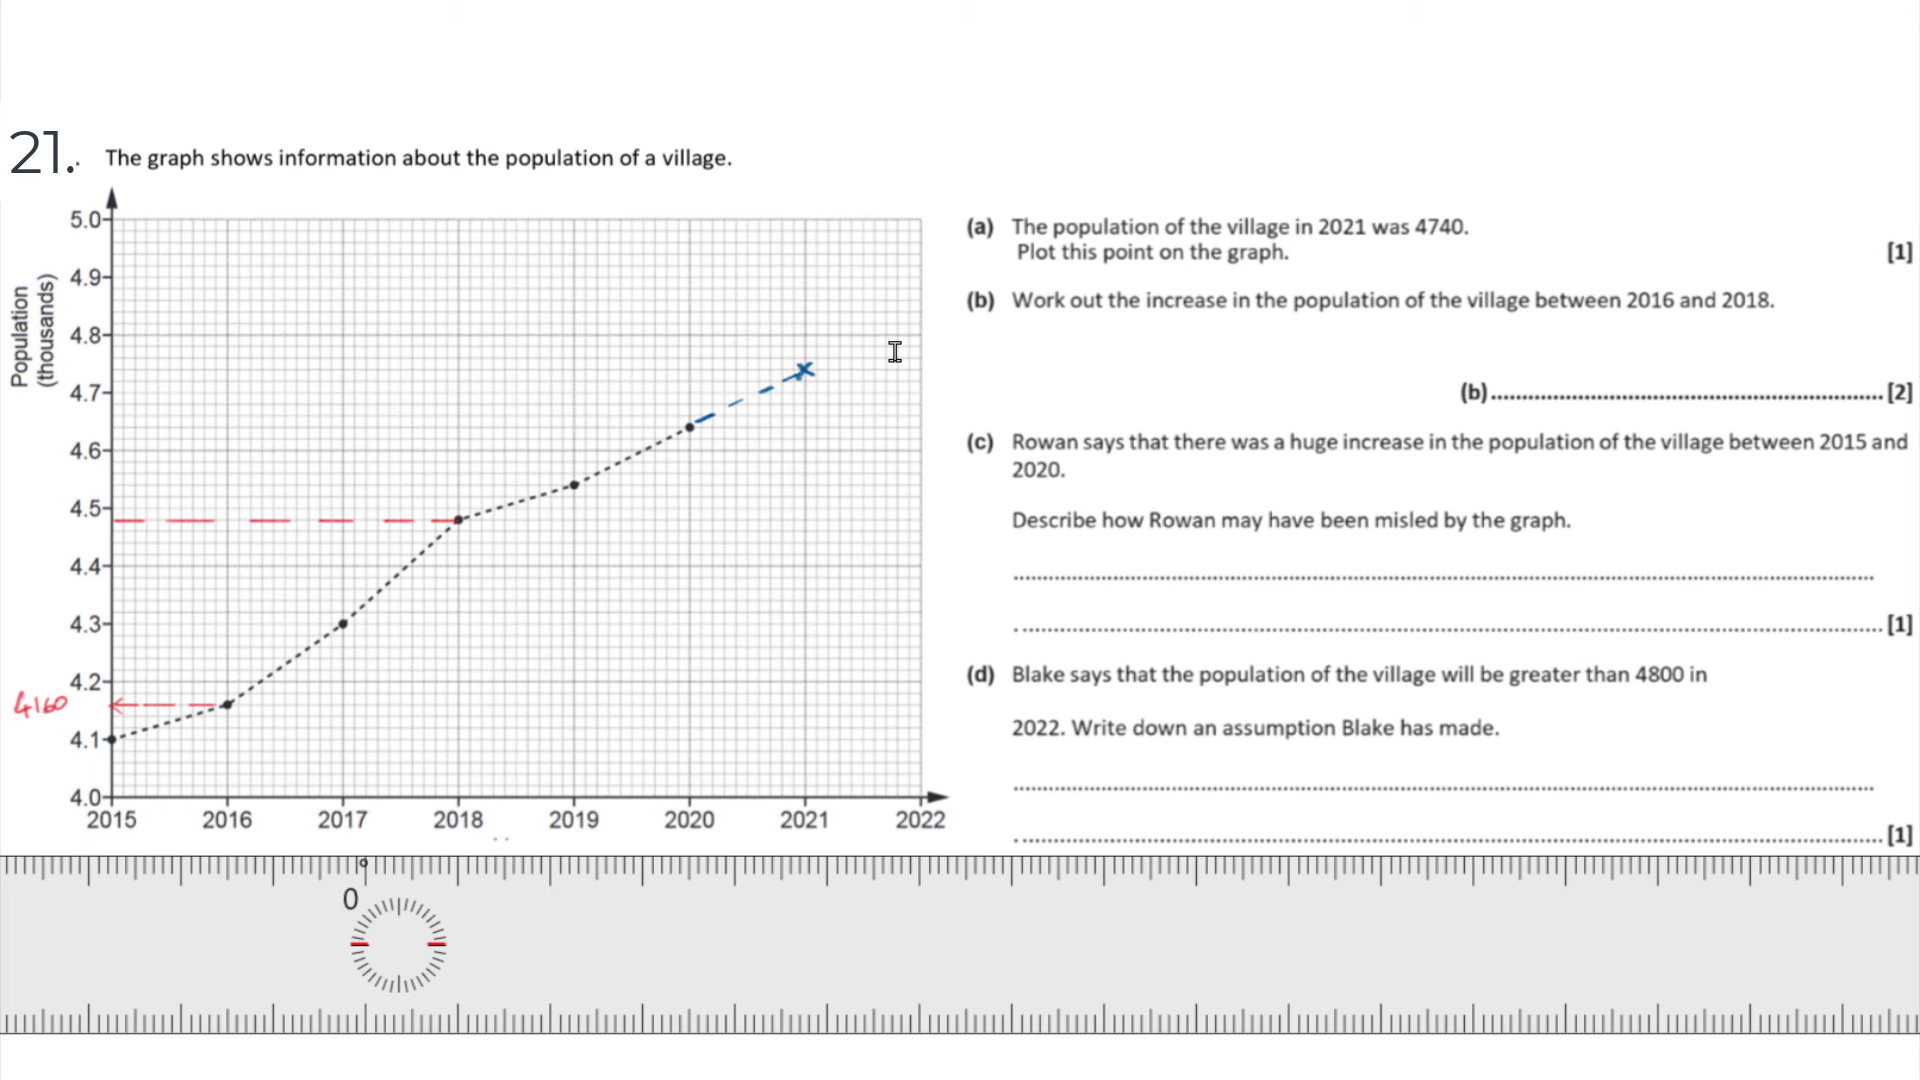 21.. The graph shows information about the population of a village.
Population
(thousands)
5.0
4.9
4.8
4.7
4.6
4.5
4.4
4.3
4.2
4160
4.1
4.0
2015 2016 2017 2018 2019 2020 2021 2022
(a) The population of the village in 2021 was 4740.
Plot this point on the graph. [1]
(b) Work out the increase in the population of the village between 2016 and 2018.
(b)................................................................[2]
(c) Rowan says that there was a huge increase in the population of the village between 2015 and
2020.
Describe how Rowan may have been misled by the graph.
................................................................
................................................................[1]
(d) Blake says that the population of the village will be greater than 4800 in
2022. Write down an assumption Blake has made.
................................................................
................................................................[1]
0